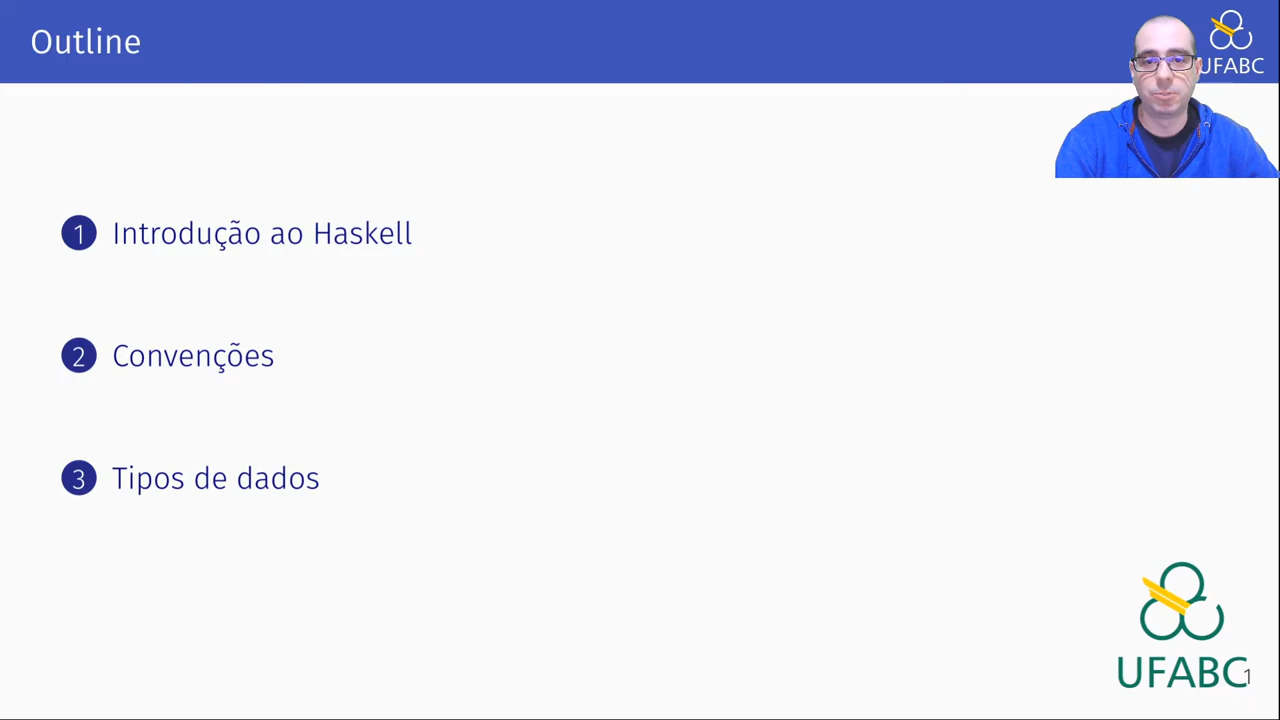 Outline
UFABC
1 Introdução ao Haskell
2 Convenções
3 Tipos de dados
UFABC
1